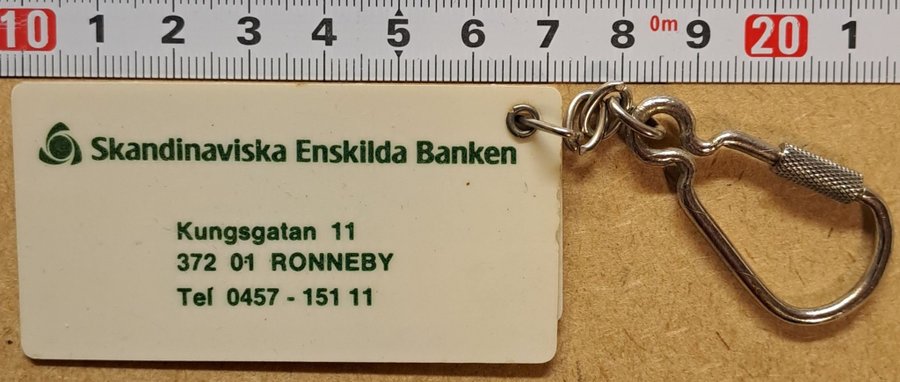 10 1 2 3 4 5 6 7 8 0m 9 20 1
Skandinaviska Enskilda Banken
Kungsgatan 11
372 01 RONNEBY
Tel 0457 - 151 11